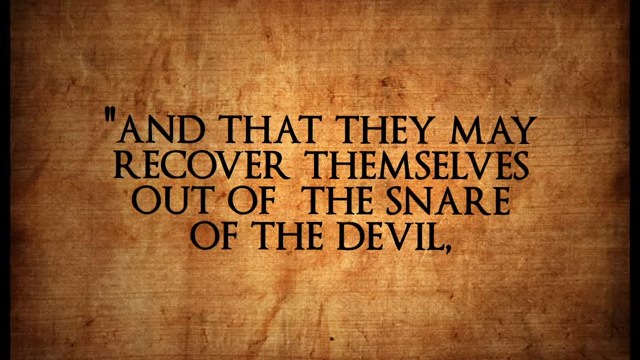 "AND THAT THEY MAY
RECOVER THEMSELVES
OUT OF THE SNARE
OF THE DEVIL,